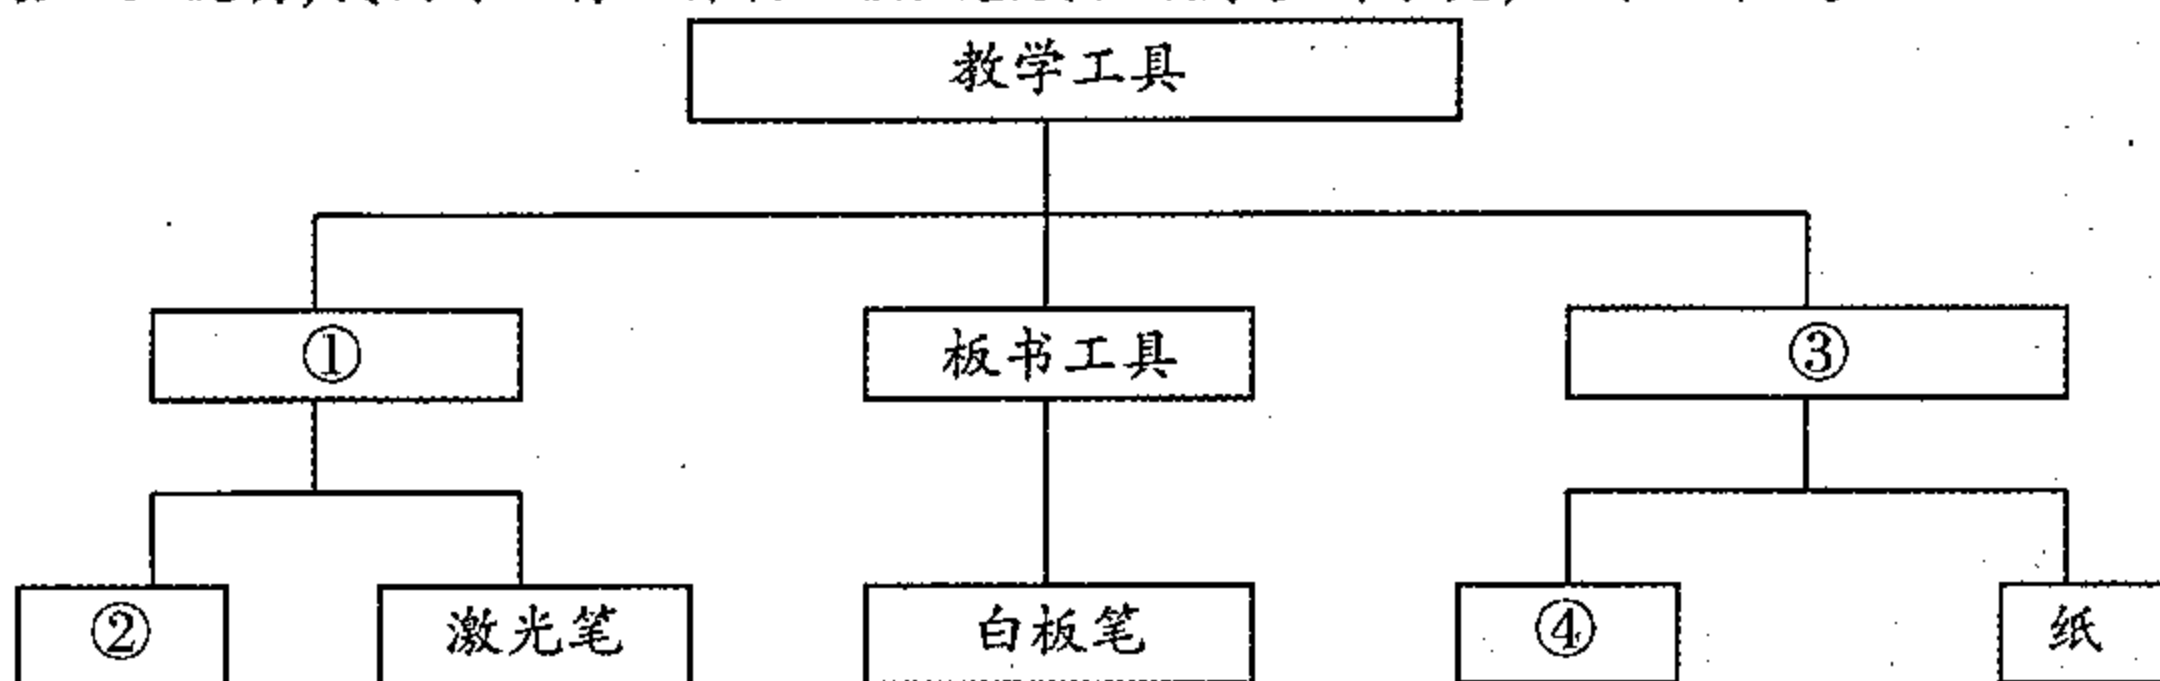 教学工具
① 板书工具 ③
② 激光笔 白板笔 ④ 纸